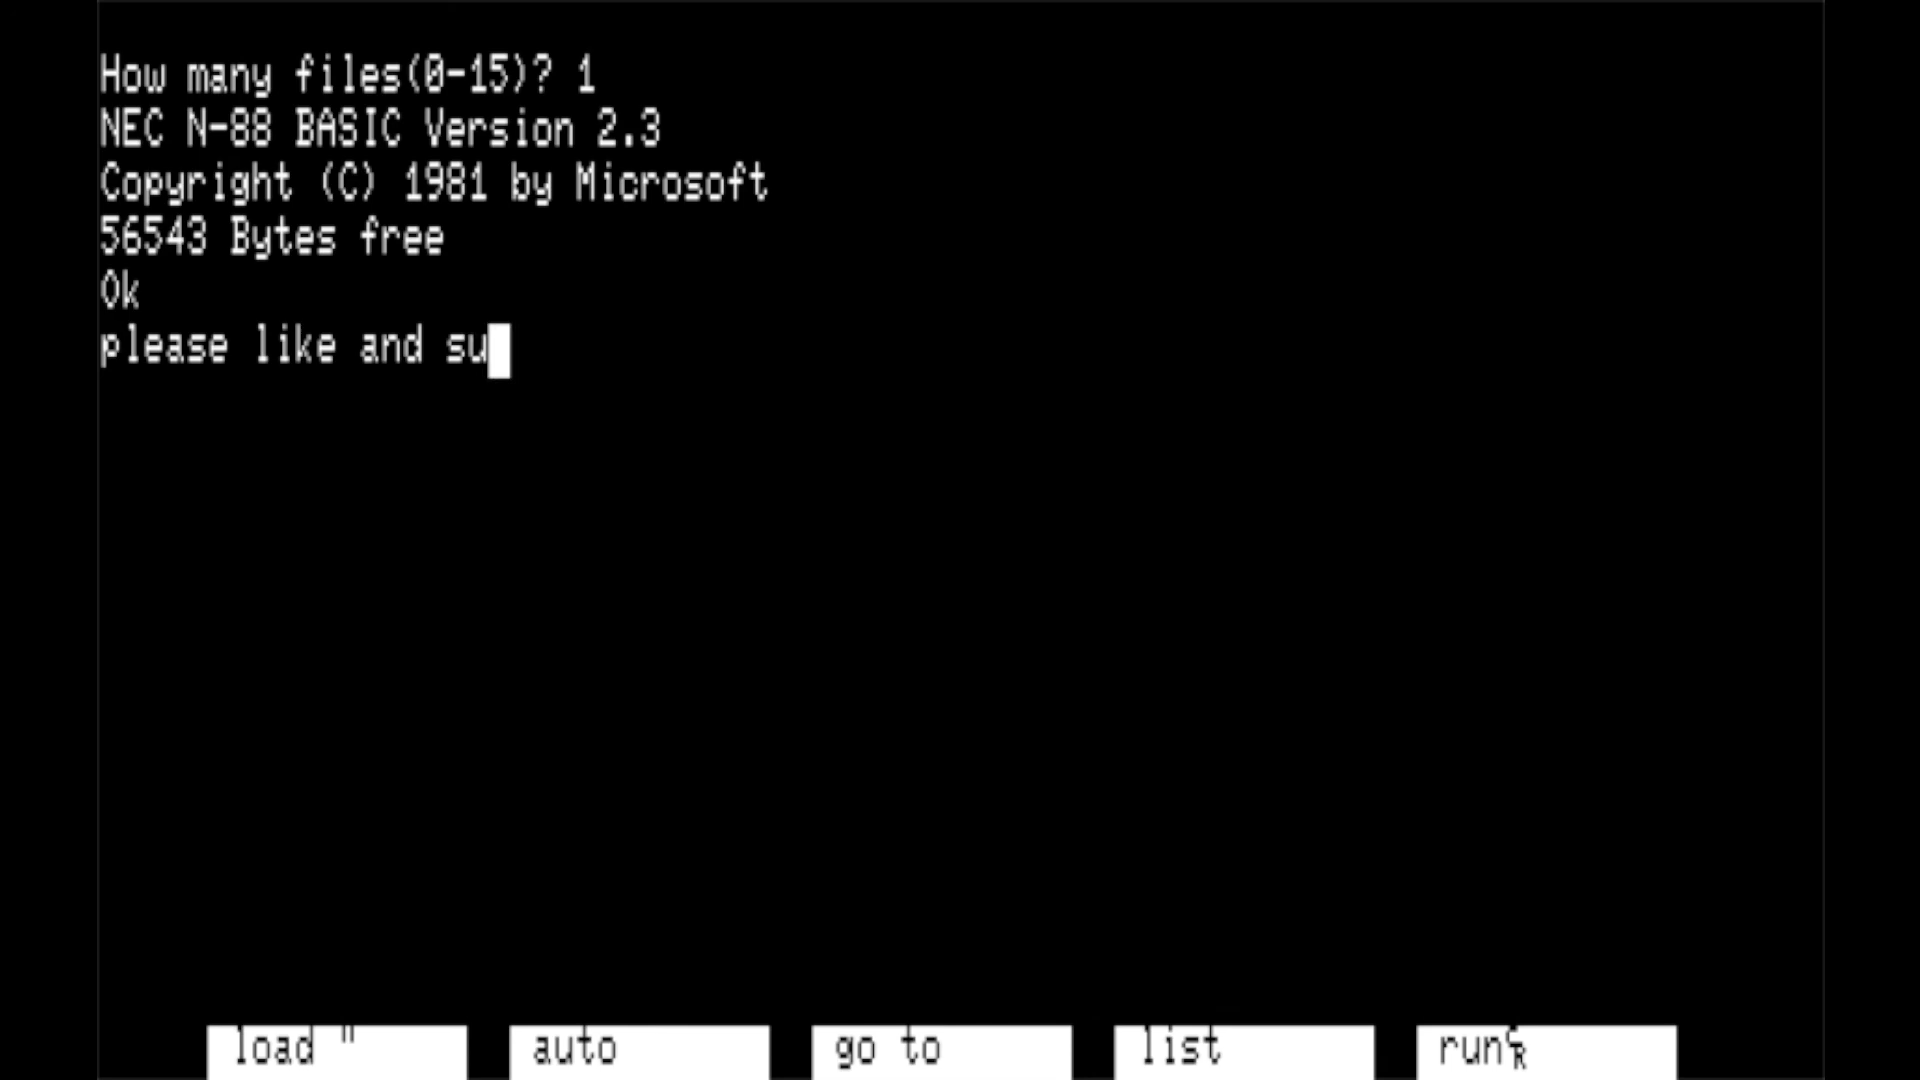 How many files(0-15)? 1
NEC N-88 BASIC Version 2.3
Copyright (C) 1981 by Microsoft
56543 Bytes free
Ok
please like and su
load " auto go to list run␍